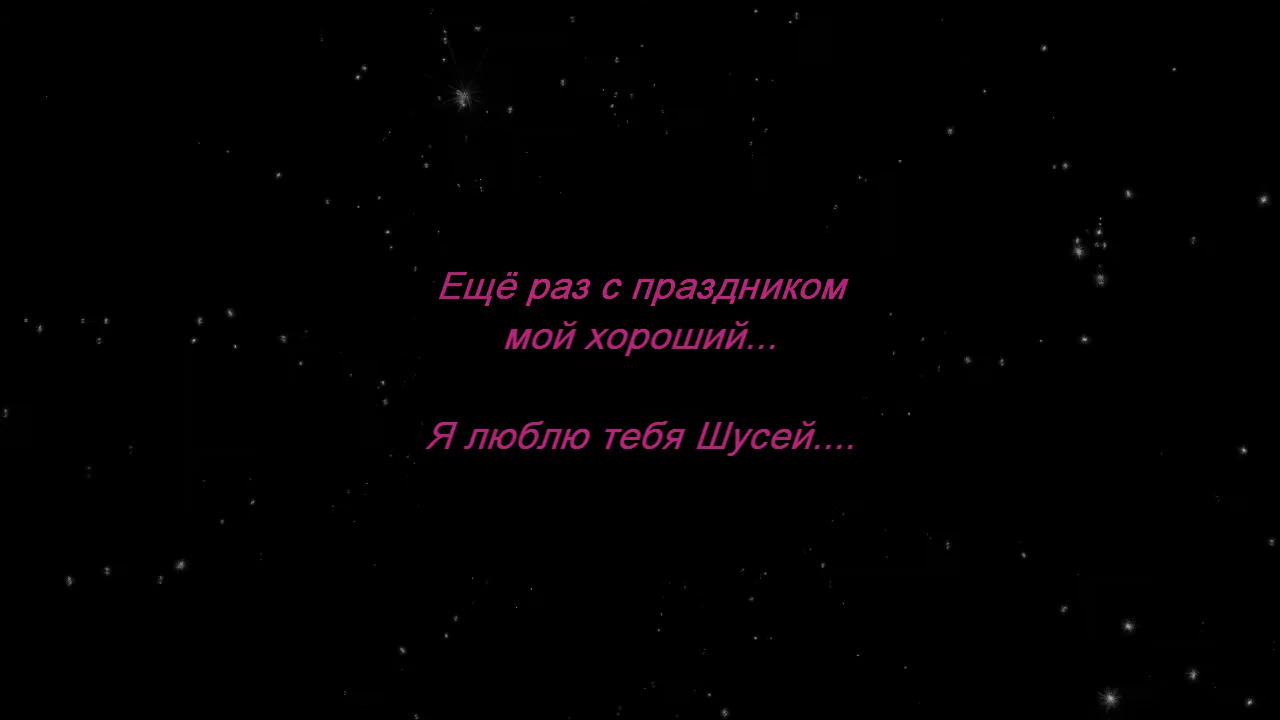 Ещё раз с праздником
мой хороший...
Я люблю тебя Шусей....